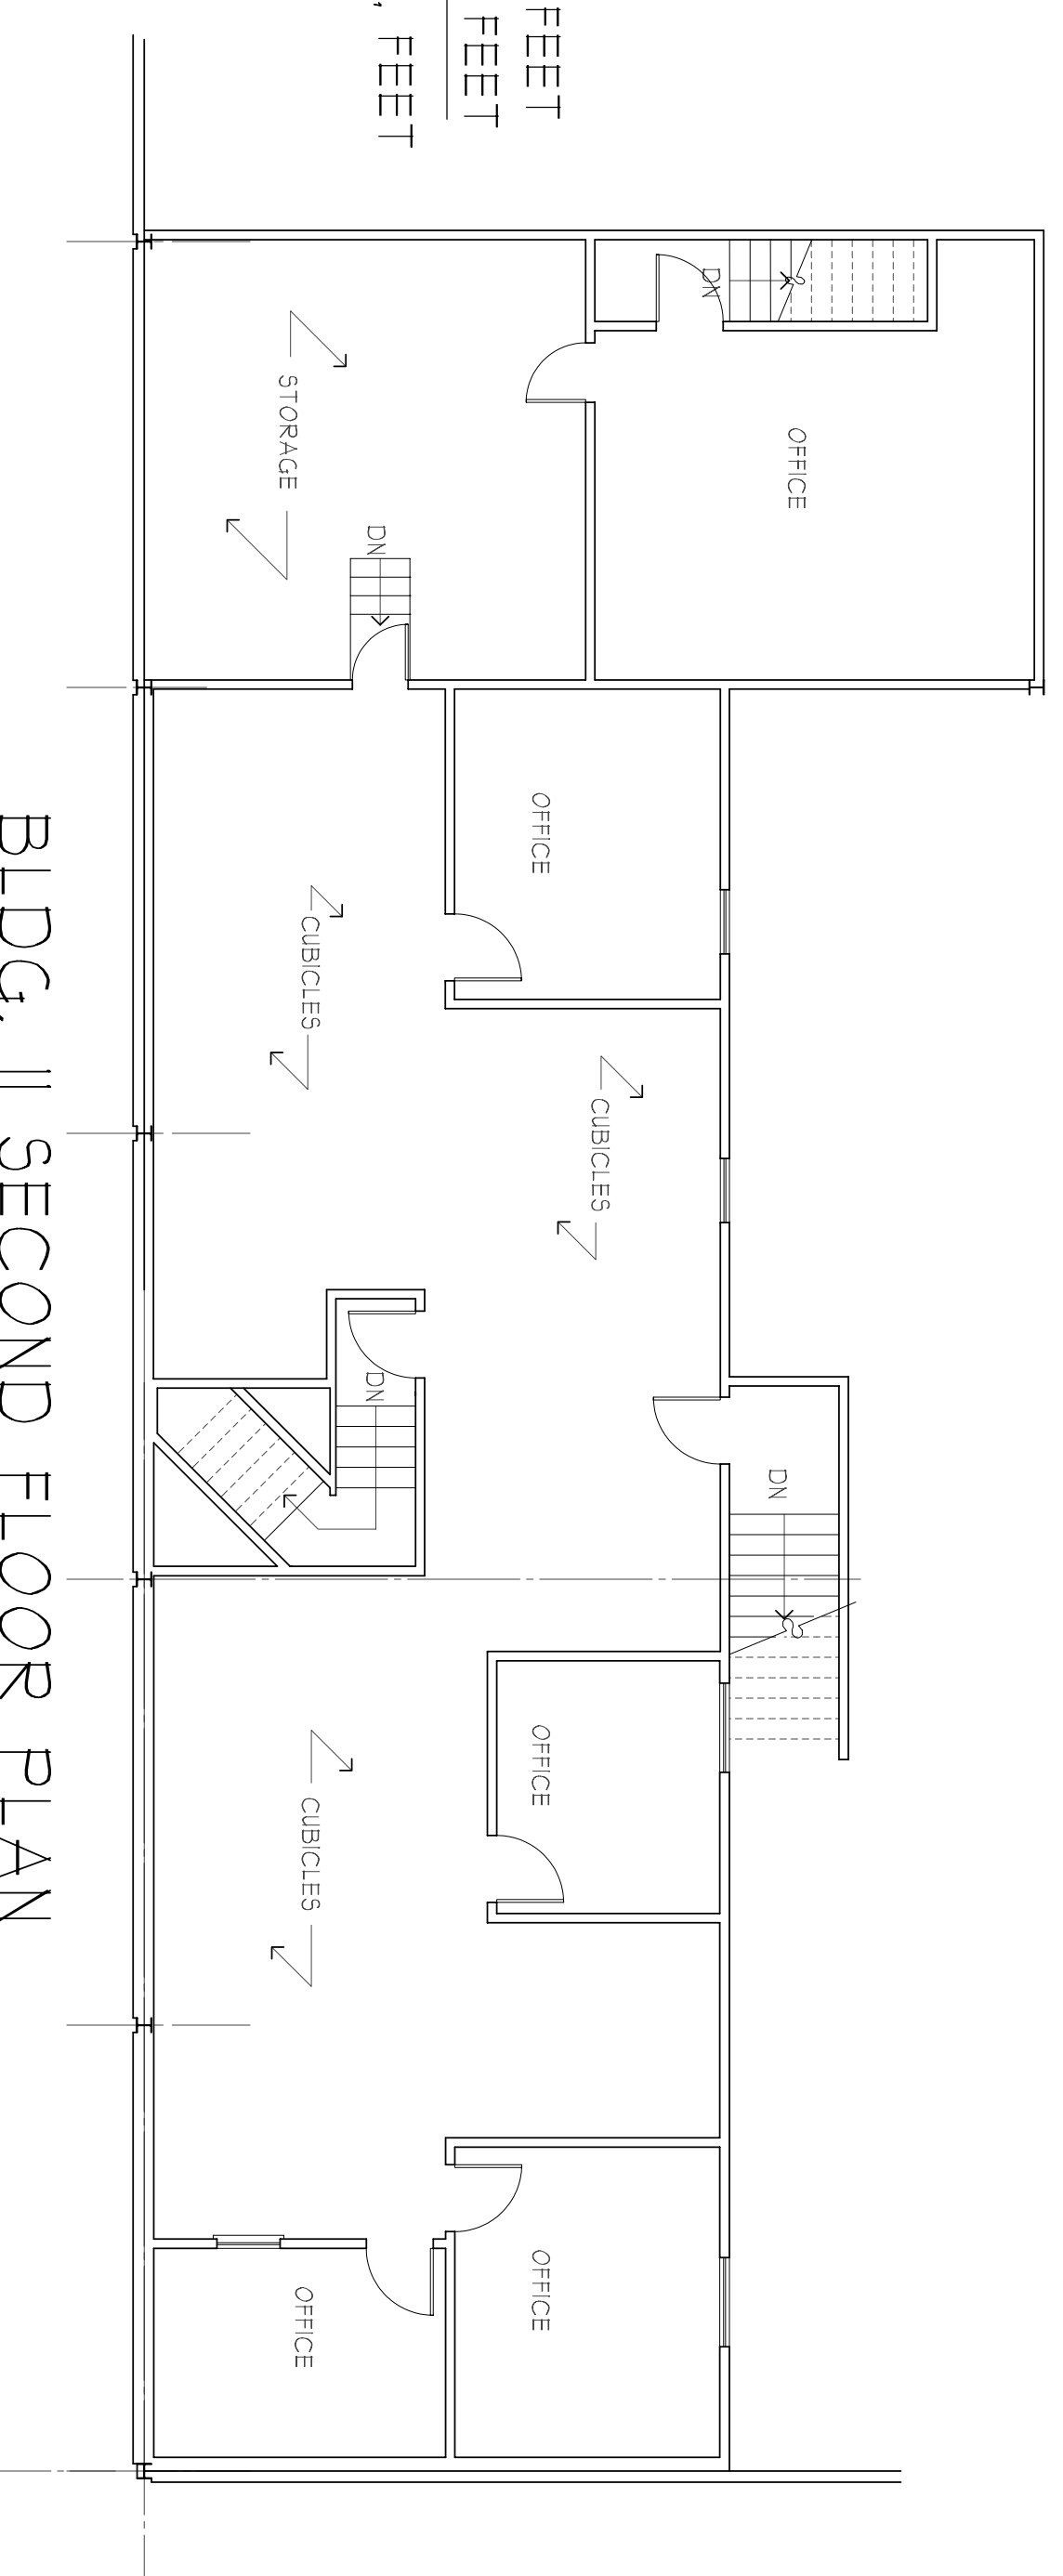 OFFICE
DN
DN
CUBICLES
FEET
OFFICE
OFFICE
OFFICE
FEET
, FEET
DN
DN
CUBICLES
CUBICLES
OFFICE
STORAGE
BLDG. II SECOND FLOOR PLAN